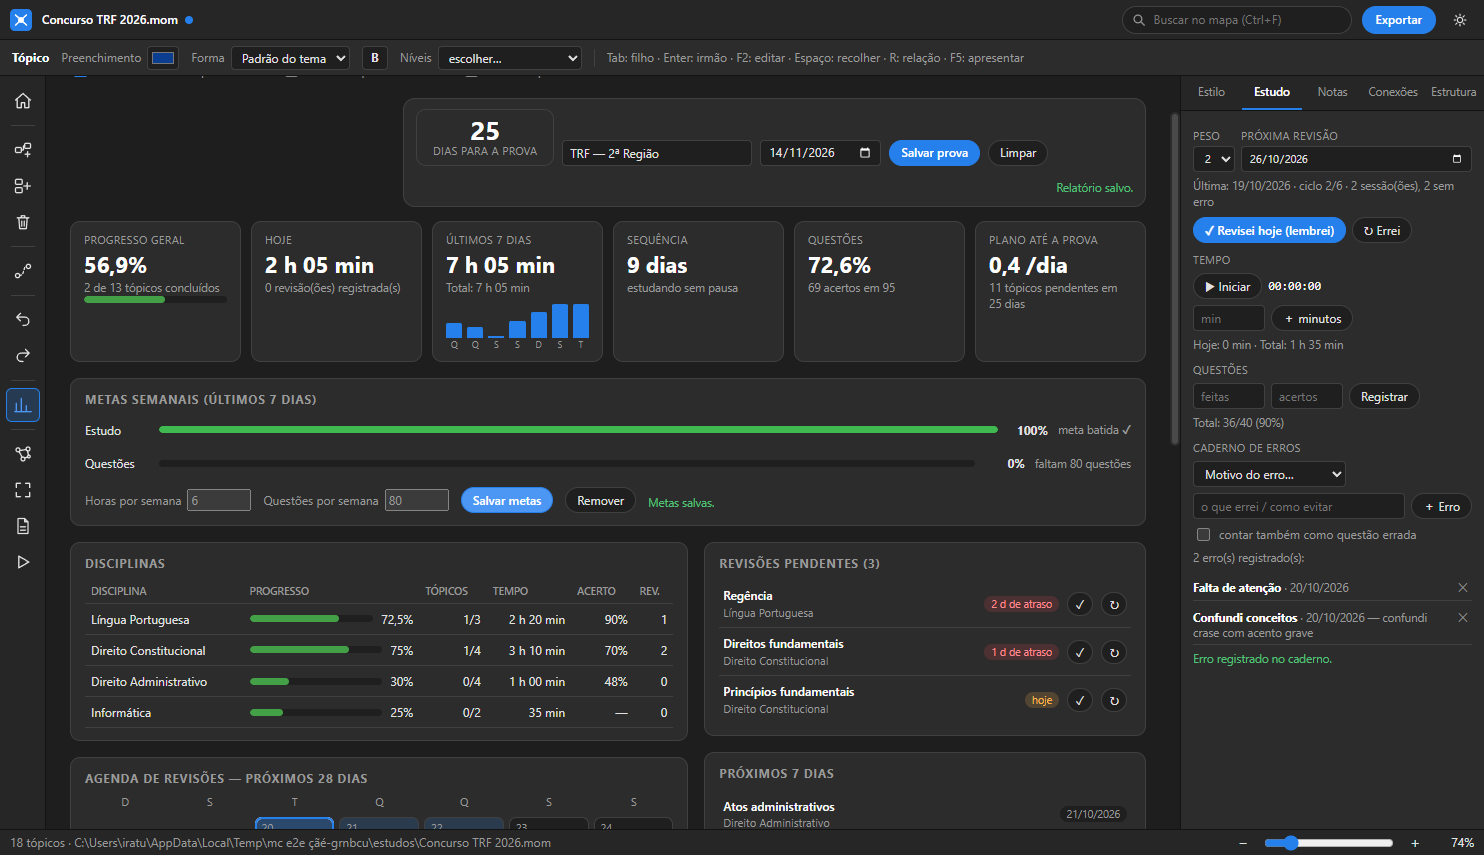 Concurso TRF 2026.mom
Buscar no mapa (Ctrl+F)
Exportar
Tópico
Preenchimento
Forma
Padrão do tema
B
Níveis
escolher...
Tab: filho · Enter: irmão · F2: editar · Espaço: recolher · R: relação · F5: apresentar
25
DIAS PARA A PROVA
TRF — 2ª Região
14/11/2026
Salvar prova
Limpar
Relatório salvo.
PROGRESSO GERAL
56,9%
2 de 13 tópicos concluídos
HOJE
2 h 05 min
0 revisão(ões) registrada(s)
ÚLTIMOS 7 DIAS
7 h 05 min
Total: 7 h 05 min
Q Q S S D S T
SEQUÊNCIA
9 dias
estudando sem pausa
QUESTÕES
72,6%
69 acertos em 95
PLANO ATÉ A PROVA
0,4 /dia
11 tópicos pendentes em
25 dias
METAS SEMANAIS (ÚLTIMOS 7 DIAS)
Estudo
100% meta batida ✓
Questões
0% faltam 80 questões
Horas por semana 6
Questões por semana 80
Salvar metas
Remover
Metas salvas.
DISCIPLINAS
DISCIPLINA PROGRESSO TÓPICOS TEMPO ACERTO REV.
Língua Portuguesa 72,5% 1/3 2 h 20 min 90% 1
Direito Constitucional 75% 1/4 3 h 10 min 70% 2
Direito Administrativo 30% 0/4 1 h 00 min 48% 0
Informática 25% 0/2 35 min — 0
REVISÕES PENDENTES (3)
Regência
Língua Portuguesa
2 d de atraso ✓ ↻
Direitos fundamentais
Direito Constitucional
1 d de atraso ✓ ↻
Princípios fundamentais
Direito Constitucional
hoje ✓ ↻
AGENDA DE REVISÕES — PRÓXIMOS 28 DIAS
D S T Q Q S S
20 21 22 23 24
PRÓXIMOS 7 DIAS
Atos administrativos
Direito Administrativo
21/10/2026
Estilo Estudo Notas Conexões Estrutura
PESO
2
PRÓXIMA REVISÃO
26/10/2026
Última: 19/10/2026 · ciclo 2/6 · 2 sessão(ões), 2 sem
erro
✓ Revisei hoje (lembrei)
↻ Errei
TEMPO
▶ Iniciar
00:00:00
min
+ minutos
Hoje: 0 min · Total: 1 h 35 min
QUESTÕES
feitas
acertos
Registrar
Total: 36/40 (90%)
CADERNO DE ERROS
Motivo do erro...
o que errei / como evitar
+ Erro
contar também como questão errada
2 erro(s) registrado(s):
Falta de atenção · 20/10/2026
Confundi conceitos · 20/10/2026 — confundi
crase com acento grave
Erro registrado no caderno.
18 tópicos · C:\Users\iratu\AppData\Local\Temp\mc e2e çãé-grnbcu\estudos\Concurso TRF 2026.mom
− + 74%